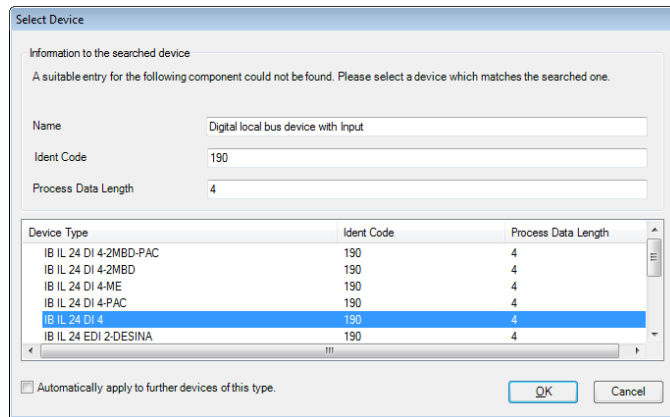 Select Device
Information to the searched device
A suitable entry for the following component could not be found. Please select a device which matches the searched one.
Name Digital local bus device with Input
Ident Code 190
Process Data Length 4
Device Type Ident Code Process Data Length
IB IL 24 DI 4-2MBD-PAC 190 4
IB IL 24 DI 4-2MBD 190 4
IB IL 24 DI 4-ME 190 4
IB IL 24 DI 4-PAC 190 4
IB IL 24 DI 4 190 4
IB IL 24 EDI 2-DESINA 190 4
Automatically apply to further devices of this type.
OK Cancel